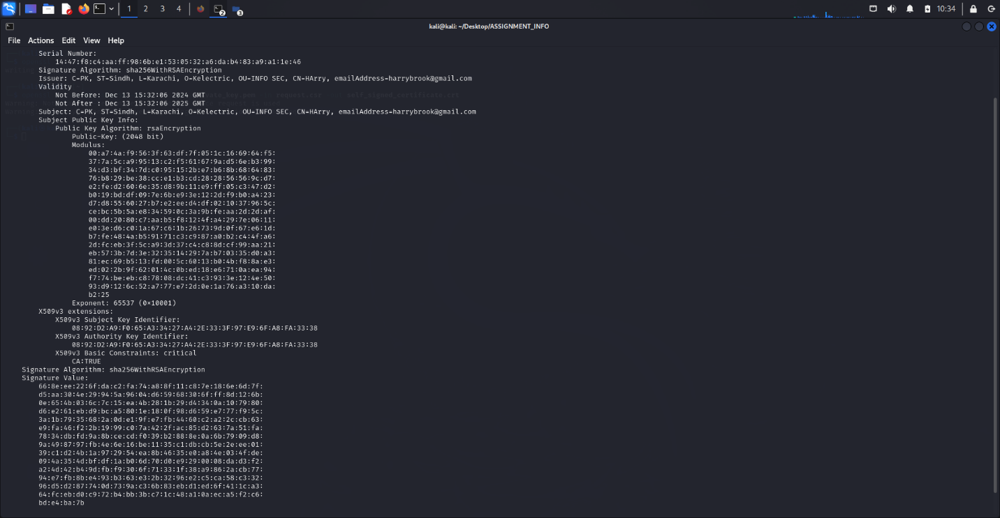 1 2 3 4 2 3 10:34
kali@kali: ~/Desktop/ASSIGNMENT_INFO
File Actions Edit View Help
Serial Number:
14:47:f8:c4:aa:ff:98:6b:e1:53:05:32:a6:da:b4:83:a9:a1:1e:46
Signature Algorithm: sha256WithRSAEncryption
Issuer: C=PK, ST=Sindh, L=Karachi, O=Kelectric, OU=INFO SEC, CN=HArry, emailAddress=harrybrook@gmail.com
Validity
Not Before: Dec 13 15:32:06 2024 GMT
Not After : Dec 13 15:32:06 2025 GMT
Subject: C=PK, ST=Sindh, L=Karachi, O=Kelectric, OU=INFO SEC, CN=HArry, emailAddress=harrybrook@gmail.com
Subject Public Key Info:
Public Key Algorithm: rsaEncryption
Public-Key: (2048 bit)
Modulus:
00:a7:4a:f9:56:3f:63:df:7f:05:1c:16:69:64:f5:
37:7a:5c:a9:95:13:c2:f5:61:67:9a:d5:6e:b3:99:
34:d3:bf:34:7d:c0:95:15:2b:e7:b6:8b:68:64:83:
76:b8:29:be:38:cc:e1:b3:cd:28:28:56:56:9c:d7:
e2:fe:d2:60:6e:35:d8:9b:11:e9:ff:05:c3:47:d2:
b0:19:bd:df:09:7e:6b:e9:3e:12:2d:f9:b0:a4:23:
d7:d8:55:60:27:b7:e2:ee:d4:df:02:10:37:96:5c:
ce:bc:5b:5a:e8:34:59:0c:3a:9b:fe:aa:2d:2d:af:
00:dd:20:80:c7:aa:b5:f8:12:4f:a4:29:7e:06:11:
e0:3e:d6:c0:1a:67:c6:1b:26:73:9d:0f:67:e6:1d:
b7:fe:48:4a:b5:91:71:c3:c9:87:a0:b2:c4:4f:a6:
2d:fc:eb:3f:5c:a9:3d:37:c4:c8:8d:cf:99:aa:21:
eb:57:3b:7d:3e:32:35:14:29:7a:b7:03:35:d0:a3:
81:ec:69:b5:13:fd:00:5c:60:13:b0:4b:f8:8a:e3:
ed:02:2b:9f:62:01:4c:0b:ed:18:e6:71:0a:ea:94:
f7:74:be:eb:c8:78:08:dc:41:c3:93:3e:12:4e:50:
93:d9:12:6c:52:a7:77:e7:2d:0e:1a:76:a3:10:da:
b2:25
Exponent: 65537 (0×10001)
X509v3 extensions:
X509v3 Subject Key Identifier:
08:92:D2:A9:F0:65:A3:34:27:A4:2E:33:3F:97:E9:6F:A8:FA:33:38
X509v3 Authority Key Identifier:
08:92:D2:A9:F0:65:A3:34:27:A4:2E:33:3F:97:E9:6F:A8:FA:33:38
X509v3 Basic Constraints: critical
CA:TRUE
Signature Algorithm: sha256WithRSAEncryption
Signature Value:
66:8e:ee:22:6f:da:c2:fa:74:a8:8f:11:c8:7e:18:6e:6d:7f:
d5:aa:30:4e:29:94:5a:96:04:d6:59:68:30:6f:ff:8d:12:6b:
0e:65:4b:03:6c:7c:15:ea:4b:28:1b:29:d4:34:0a:10:79:80:
d6:e2:61:eb:d9:bc:a5:80:1e:18:0f:98:d6:59:e7:77:f9:5c:
3a:1b:79:35:68:2a:0d:e1:9f:e7:fb:44:60:c2:a2:2c:cb:63:
e9:fa:46:f2:2b:19:99:c0:7a:42:2f:ac:85:d2:63:7a:51:fa:
78:34:db:fd:9a:8b:ce:cd:f0:39:b2:88:8e:0a:6b:79:09:d8:
9a:49:87:97:fb:4e:6e:16:be:11:35:c1:db:cb:5e:2e:ee:01:
39:c1:d2:4b:1a:97:29:54:ea:8b:46:35:e0:a8:4e:03:4f:de:
09:4a:35:4d:bf:df:1a:b0:6d:70:d0:e9:29:00:08:da:d3:f2:
a2:4d:42:b4:9d:fb:f9:30:6f:71:33:1f:38:a9:86:2a:cb:77:
94:e7:fb:8b:e4:93:b3:63:e3:2b:32:96:e2:c5:ca:58:c3:32:
96:d5:d2:87:74:0d:73:9a:c3:6b:83:eb:d1:ed:6f:41:1c:a3:
64:fc:eb:d0:c9:72:b4:bb:3b:c7:1c:48:a1:0a:ec:a5:f2:c6:
bd:e4:ba:7b